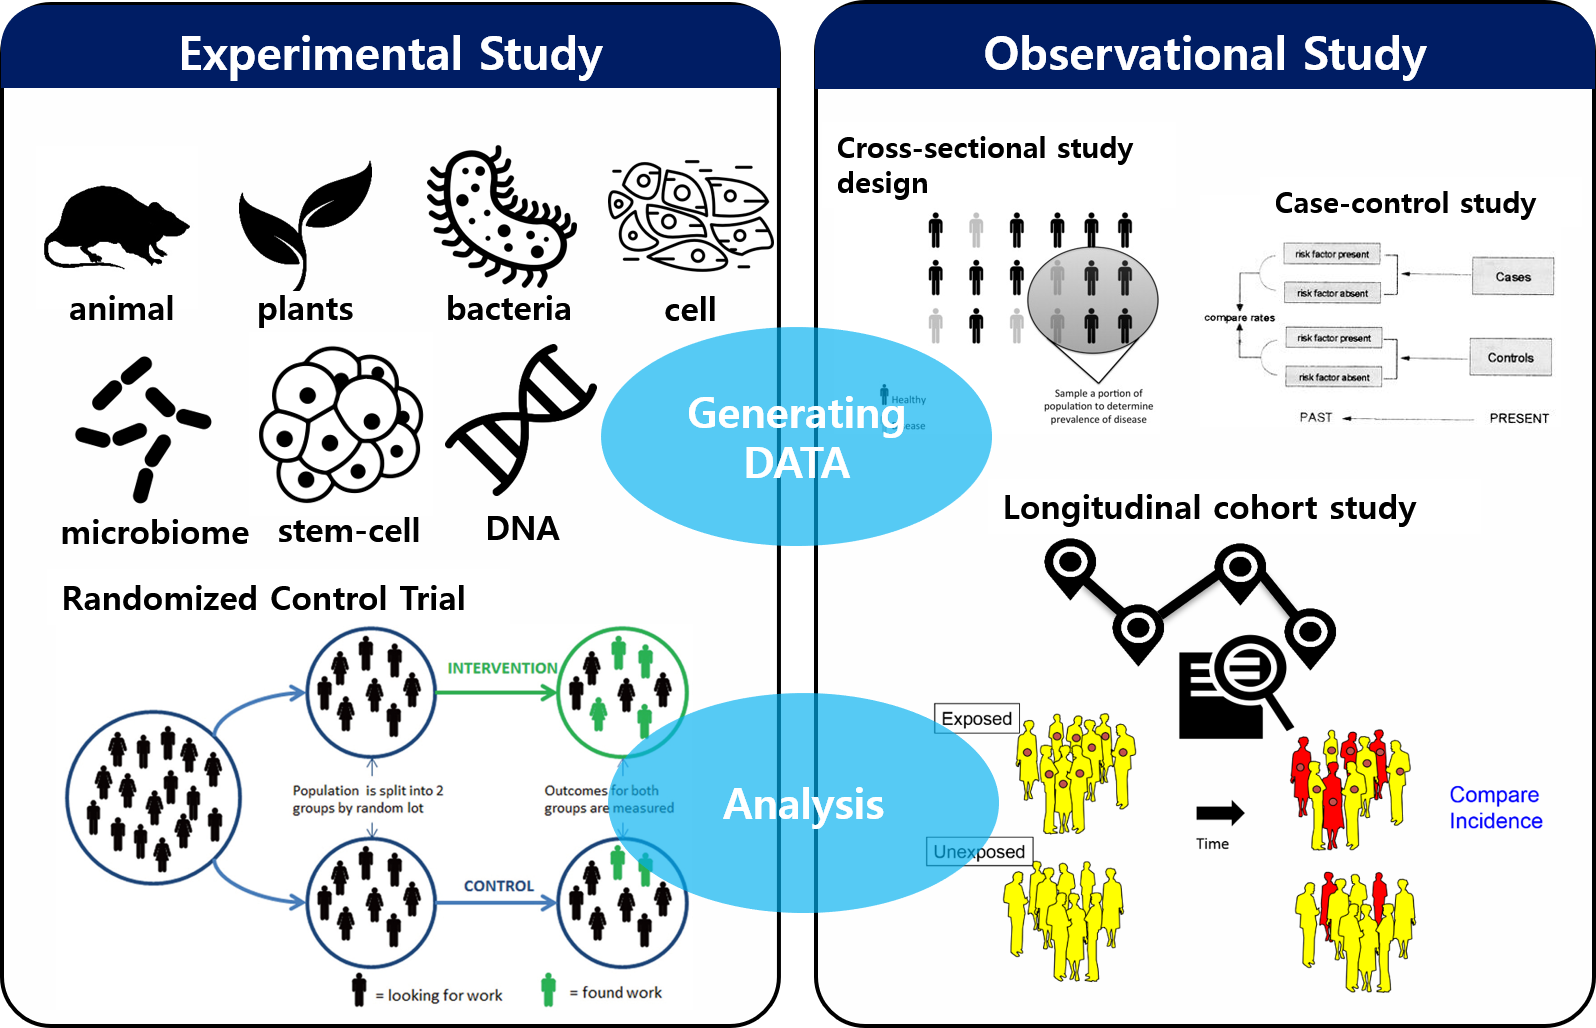 Experimental Study
animal
plants
bacteria
cell
microbiome
stem-cell
DNA
Randomized Control Trial
INTERVENTION
Population is split into 2
groups by random lot
Outcomes for both
groups are measured
CONTROL
= looking for work
= found work
Generating
DATA
Analysis
Observational Study
Cross-sectional study
design
Healthy
Sample a portion of
population to determine
prevalence of disease
Case-control study
risk factor present
risk factor absent
Cases
compare rates
risk factor present
risk factor absent
Controls
PAST
PRESENT
Longitudinal cohort study
Exposed
Unexposed
Time
Compare
Incidence